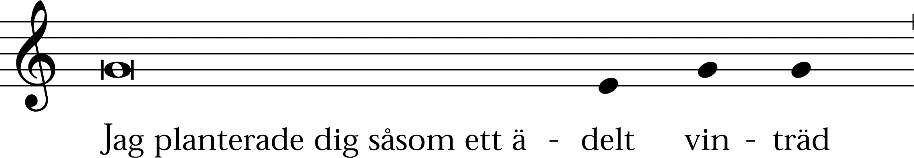 Jag planterade dig såsom ett ä - delt vin - träd